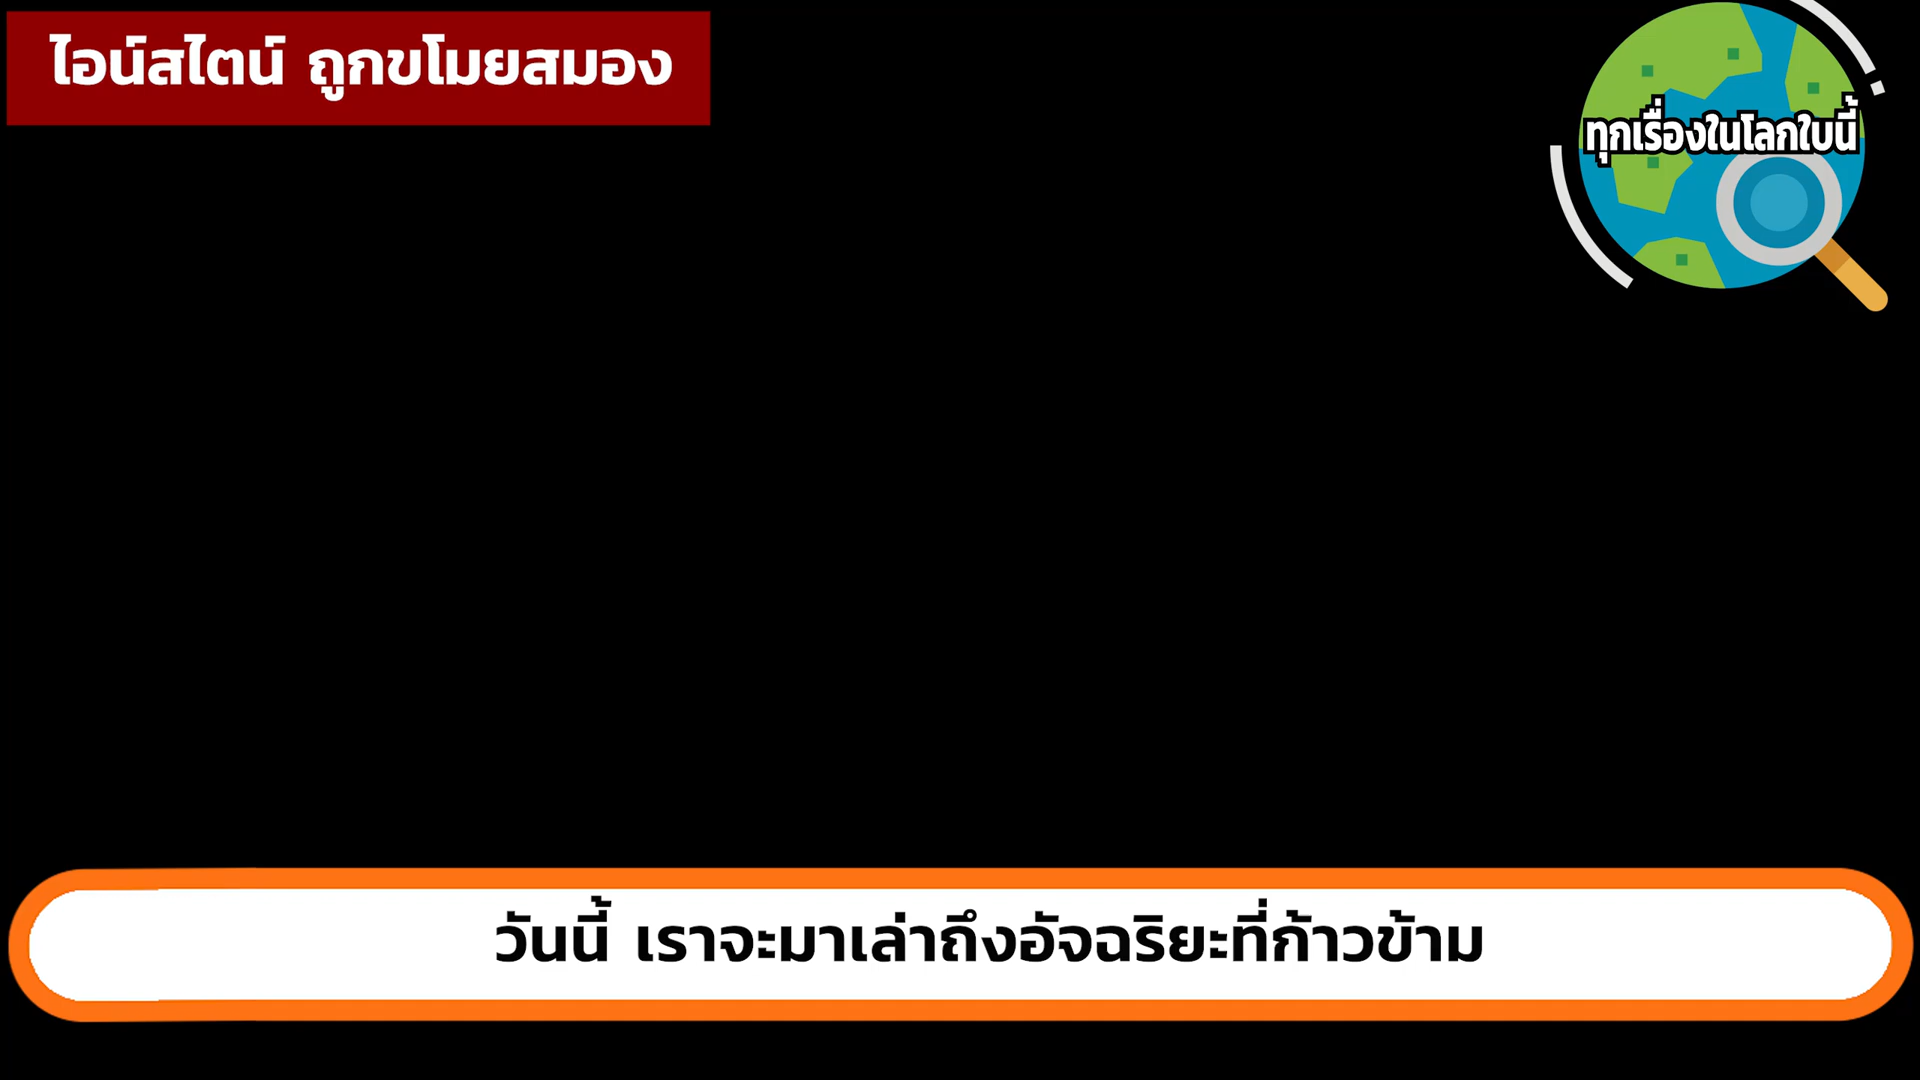 ไอน์สไตน์ ถูกขโมยสมอง
ทุกเรื่องในโลกใบนี้
วันนี้ เราจะมาเล่าถึงอัจฉริยะที่ก้าวข้าม